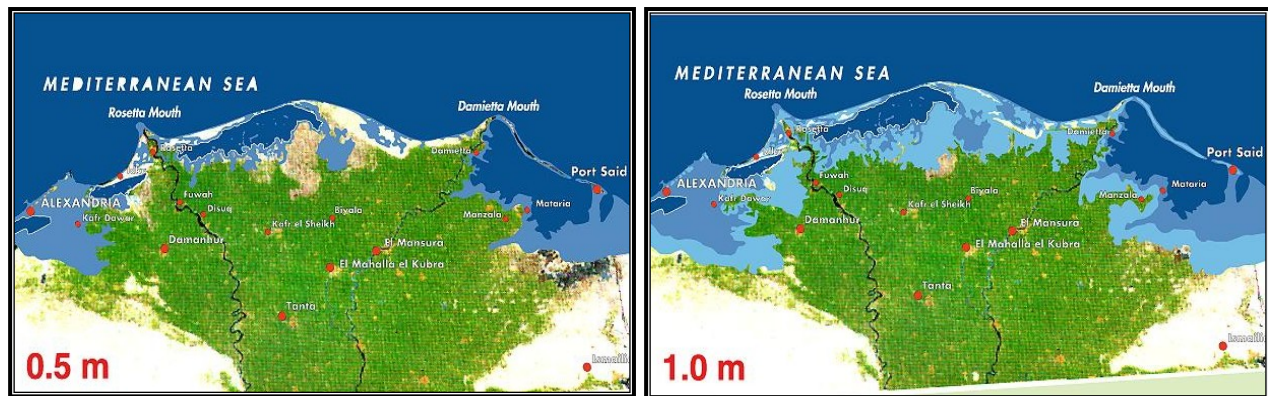 MEDITERRANEAN SEA
Rosetta Mouth
Damietta Mouth
Rosetta
Damietta
Port Said
ALEXANDRIA
Fuwah
Mataria
Kafr Dawar
Disuq
Biyala
Manzala
Kafr el Sheikh
Damanhur
El Mansura
El Mahalla el Kubra
Tanta
0.5 m
MEDITERRANEAN SEA
Damietta Mouth
Rosetta Mouth
Rosetta
Damietta
Port Said
ALEXANDRIA
Fuwah
Mataria
Kafr Dawar
Disuq
Biyala
Manzala
Kafr el Sheikh
Damanhur
El Mansura
El Mahalla el Kubra
Tanta
1.0 m